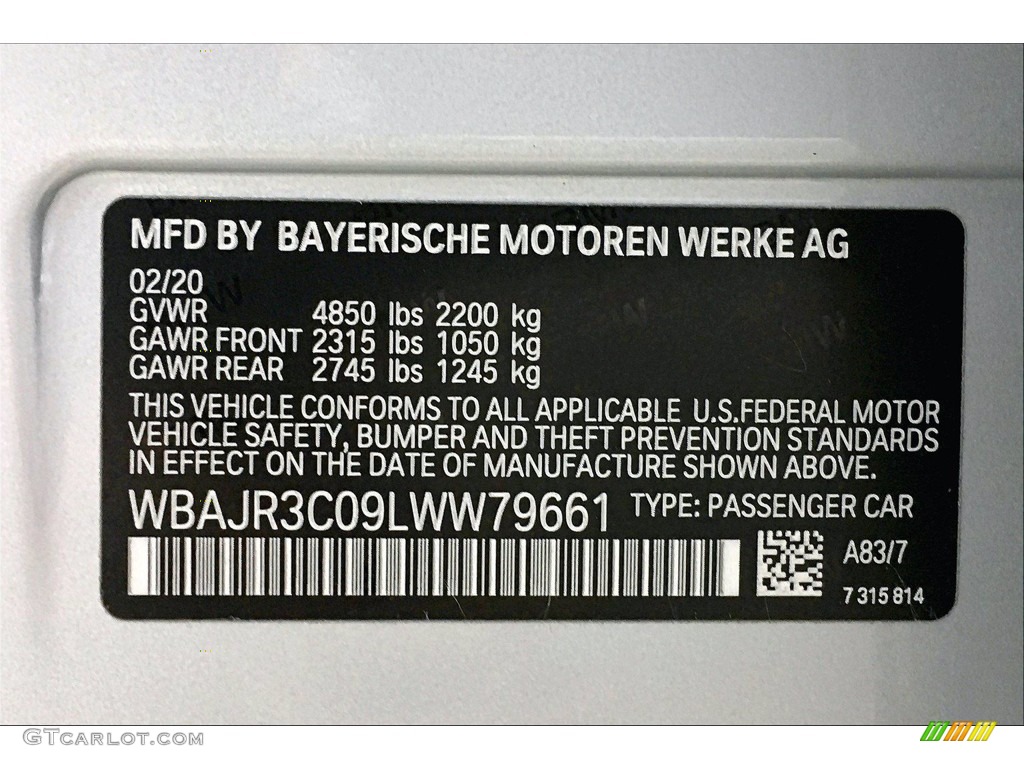 MFD BY BAYERISCHE MOTOREN WERKE AG
02/20
GVWR 4850 lbs 2200 kg
GAWR FRONT 2315 lbs 1050 kg
GAWR REAR 2745 lbs 1245 kg
THIS VEHICLE CONFORMS TO ALL APPLICABLE U.S.FEDERAL MOTOR
VEHICLE SAFETY, BUMPER AND THEFT PREVENTION STANDARDS
IN EFFECT ON THE DATE OF MANUFACTURE SHOWN ABOVE.
WBAJR3C09LWW79661 TYPE: PASSENGER CAR
A83/7
7 315 814
GTCARLOT.COM